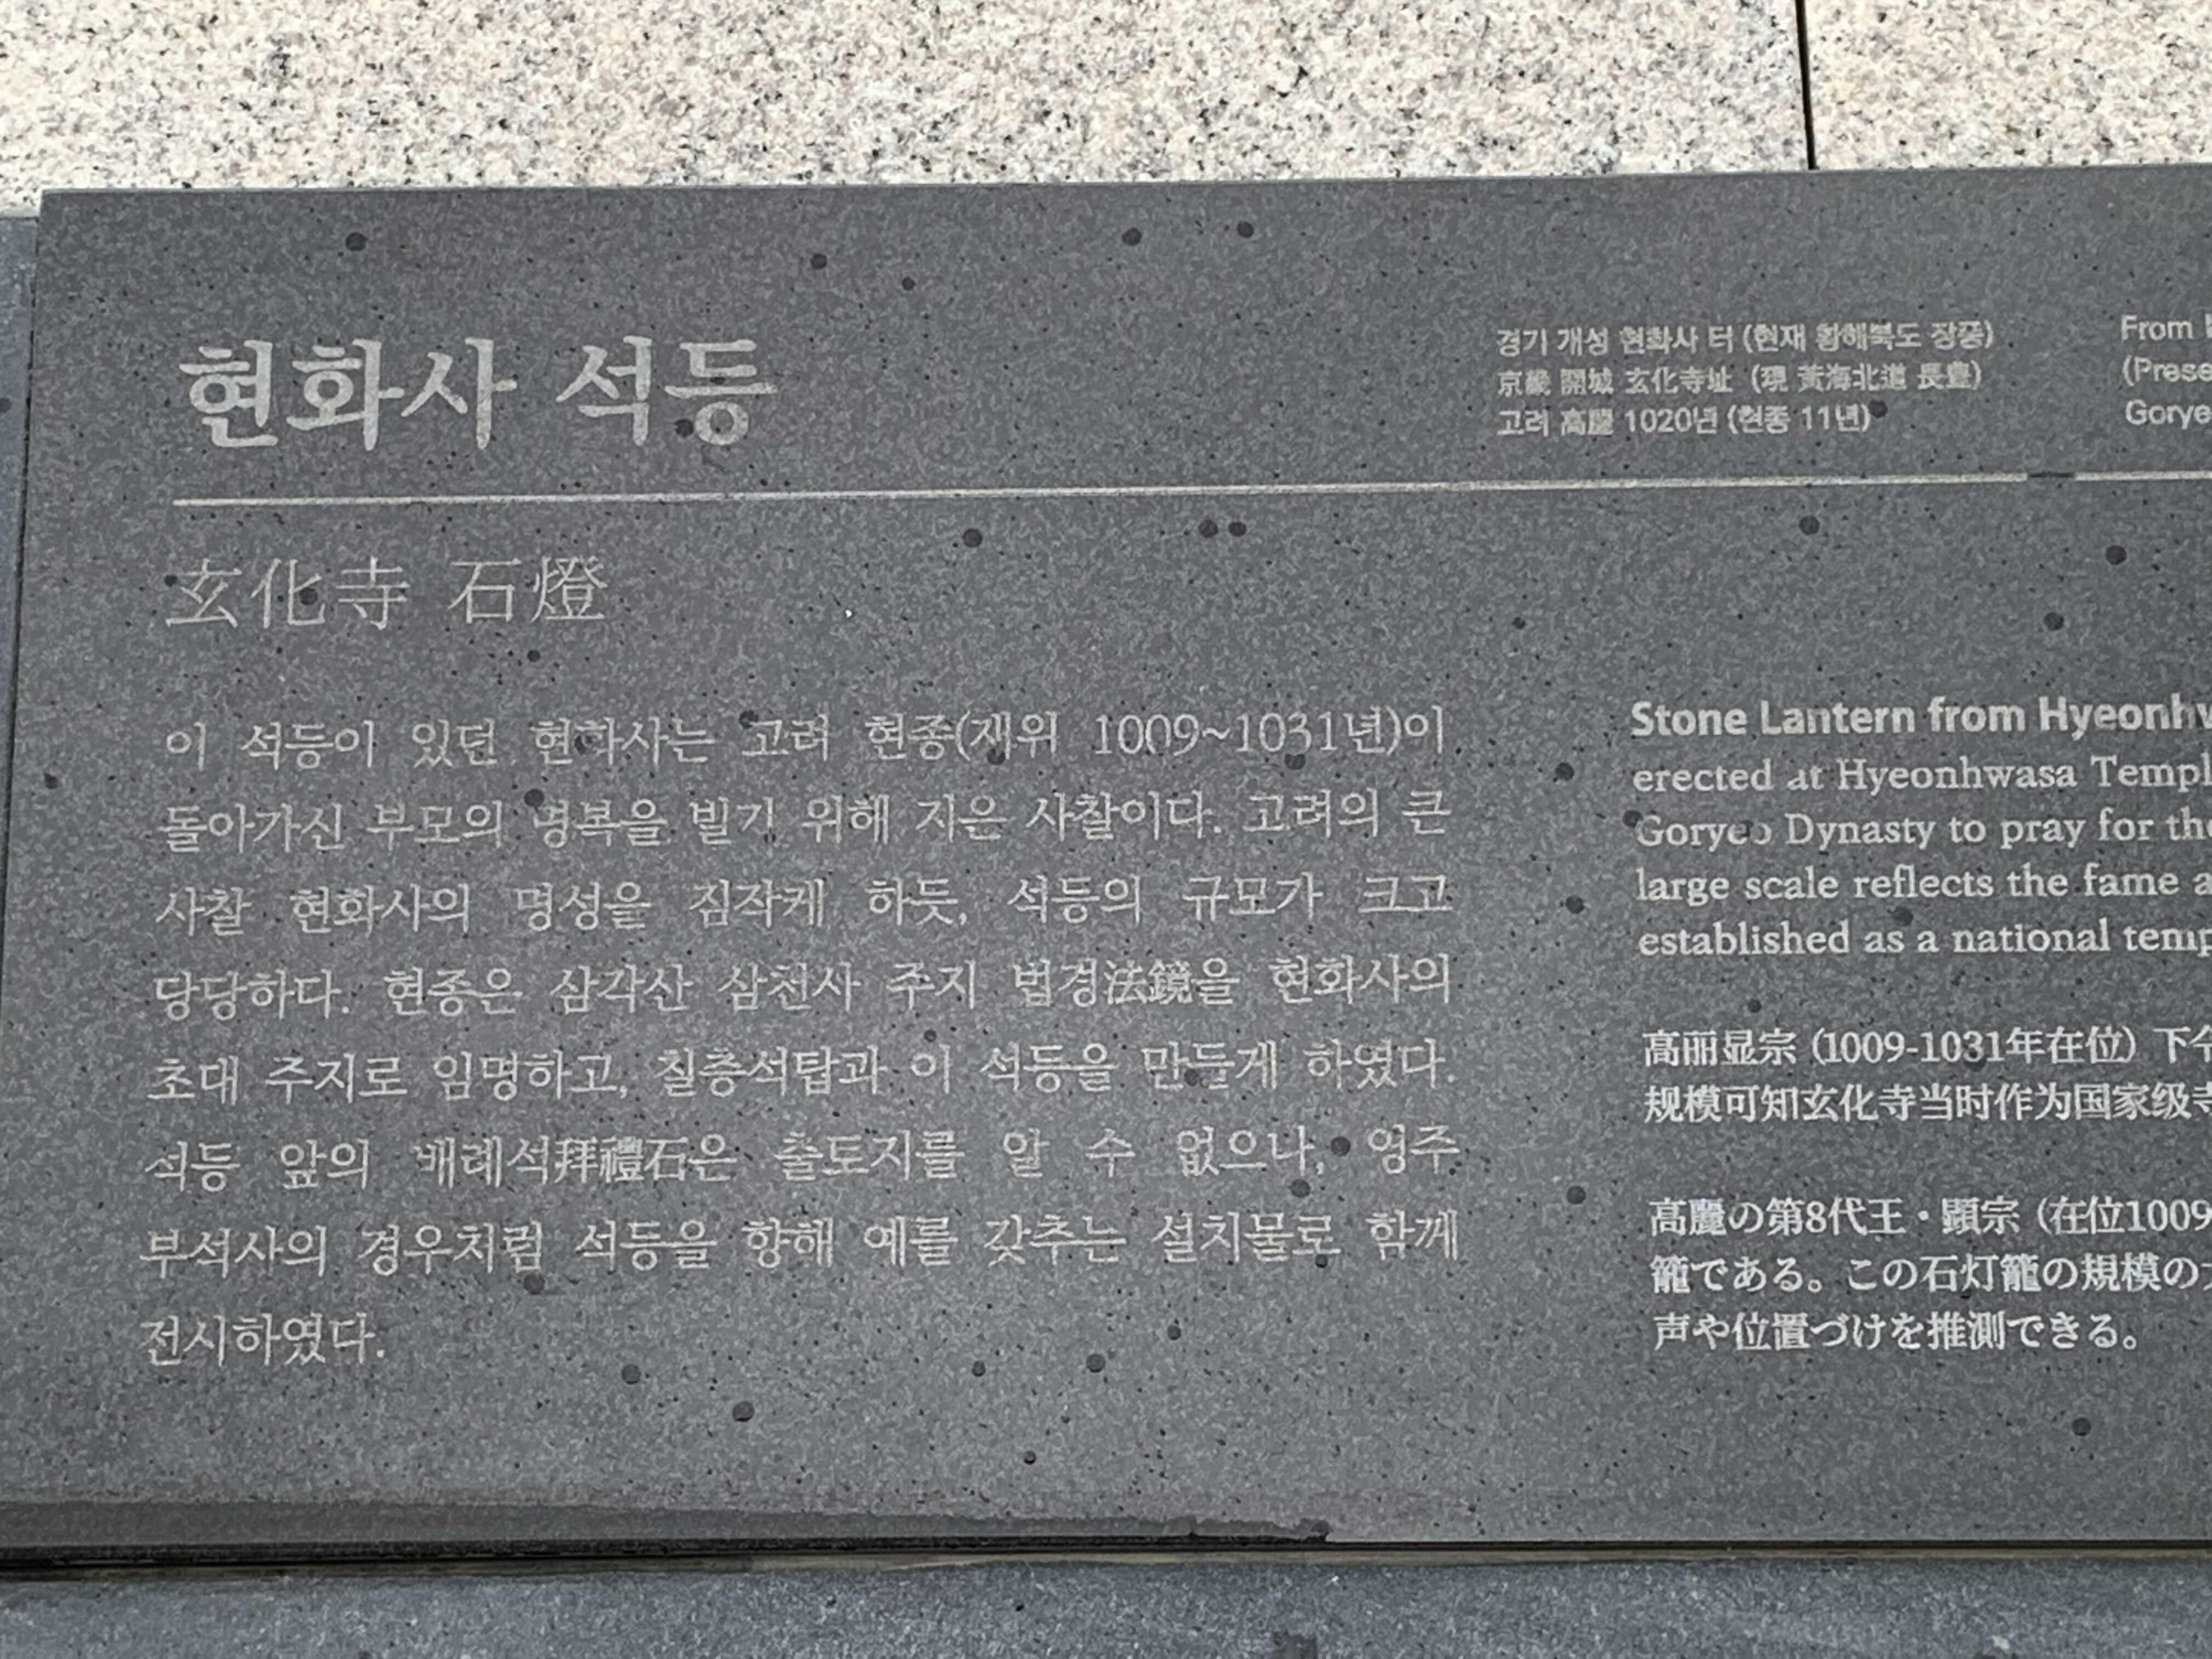 현화사 석등
경기 개성 현화사 터 (현재 황해북도 장풍)
京畿 開城 玄化寺址 (現 黃海北道 長豊)
고려 高麗 1020년 (현종 11년)
From
(Prese
Gorye
玄化寺 石燈
이 석등이 있던 현화사는 고려 현종(재위 1009~1031년)이
돌아가신 부모의 명복을 빌기 위해 지은 사찰이다. 고려의 큰
사찰 현화사의 명성을 짐작케 하듯, 석등의 규모가 크고
당당하다. 현종은 삼각산 삼천사 주지 법경法鏡을 현화사의
초대 주지로 임명하고, 칠층석탑과 이 석등을 만들게 하였다.
석등 앞의 배례석拜禮石은 출토지를 알 수 없으나, 영주
부석사의 경우처럼 석등을 향해 예를 갖추는 설치물로 함께
전시하였다.
Stone Lantern from Hyeonhw
erected at Hyeonhwasa Templ
Goryeo Dynasty to pray for the
large scale reflects the fame a
established as a national temp
高丽显宗 (1009-1031年在位) 下令
规模可知玄化寺当时作为国家级寺
高麗の第8代王・顕宗 (在位1009
籠である。この石灯籠の規模の
声や位置づけを推測できる。